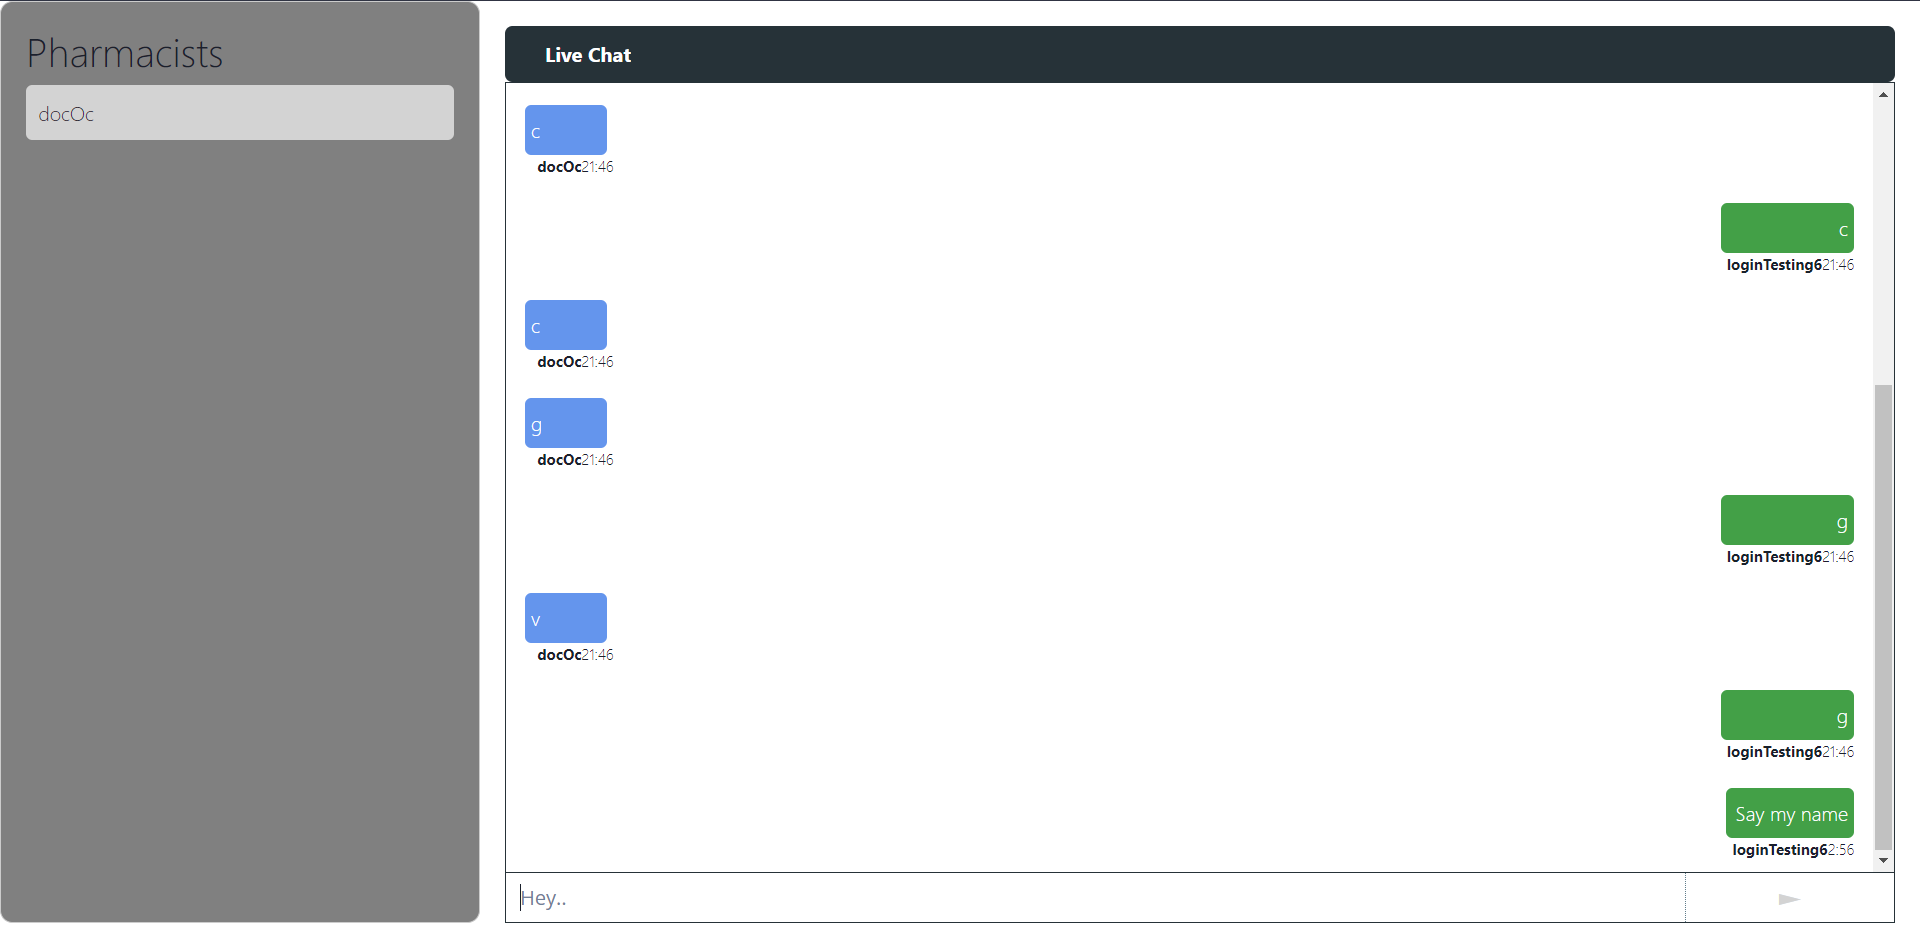 Pharmacists
docOc
Live Chat
c
docOc21:46
c
loginTesting621:46
c
docOc21:46
g
docOc21:46
g
loginTesting621:46
v
docOc21:46
g
loginTesting621:46
Say my name
loginTesting62:56
Hey..